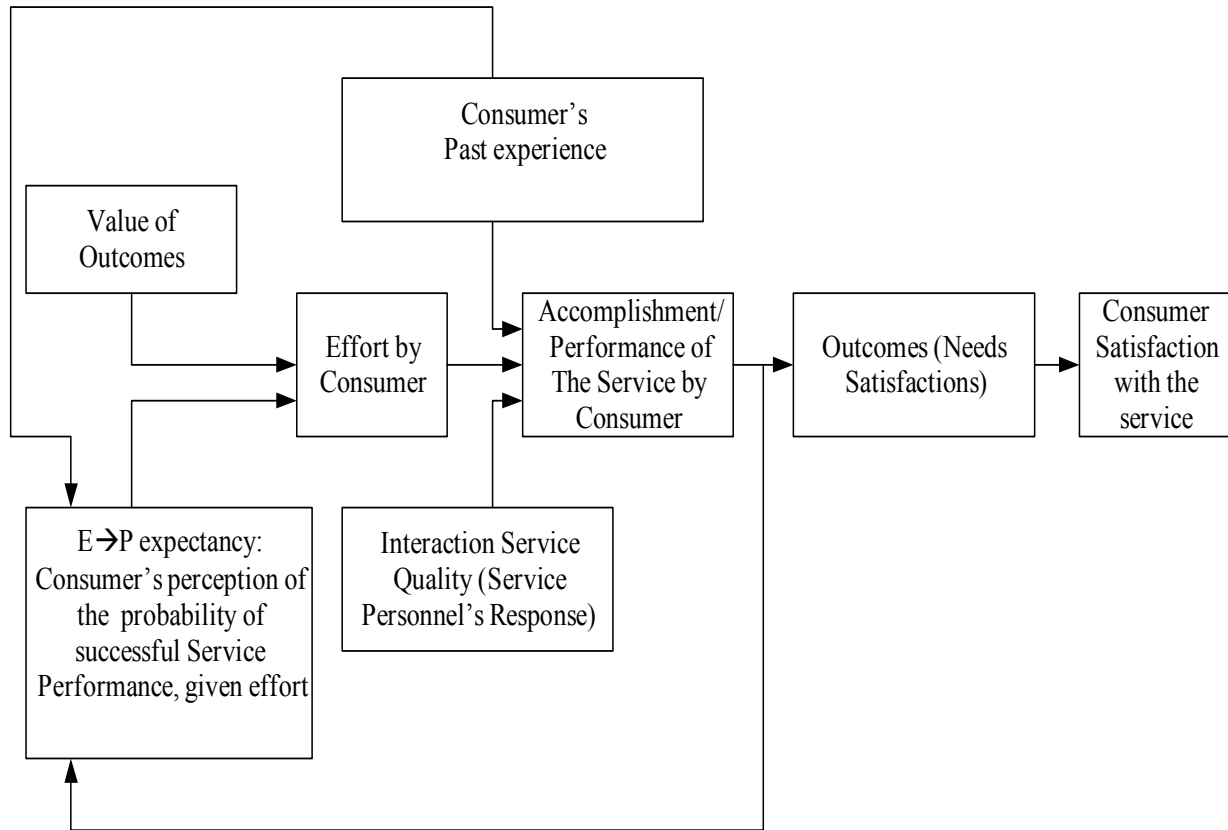 Consumer's
Past experience
Value of
Outcomes
Effort by
Consumer
Accomplishment/
Performance of
The Service by
Consumer
Outcomes (Needs
Satisfactions)
Consumer
Satisfaction
with the
service
E→P expectancy:
Consumer's perception of
the probability of
successful Service
Performance, given effort
Interaction Service
Quality (Service
Personnel's Response)